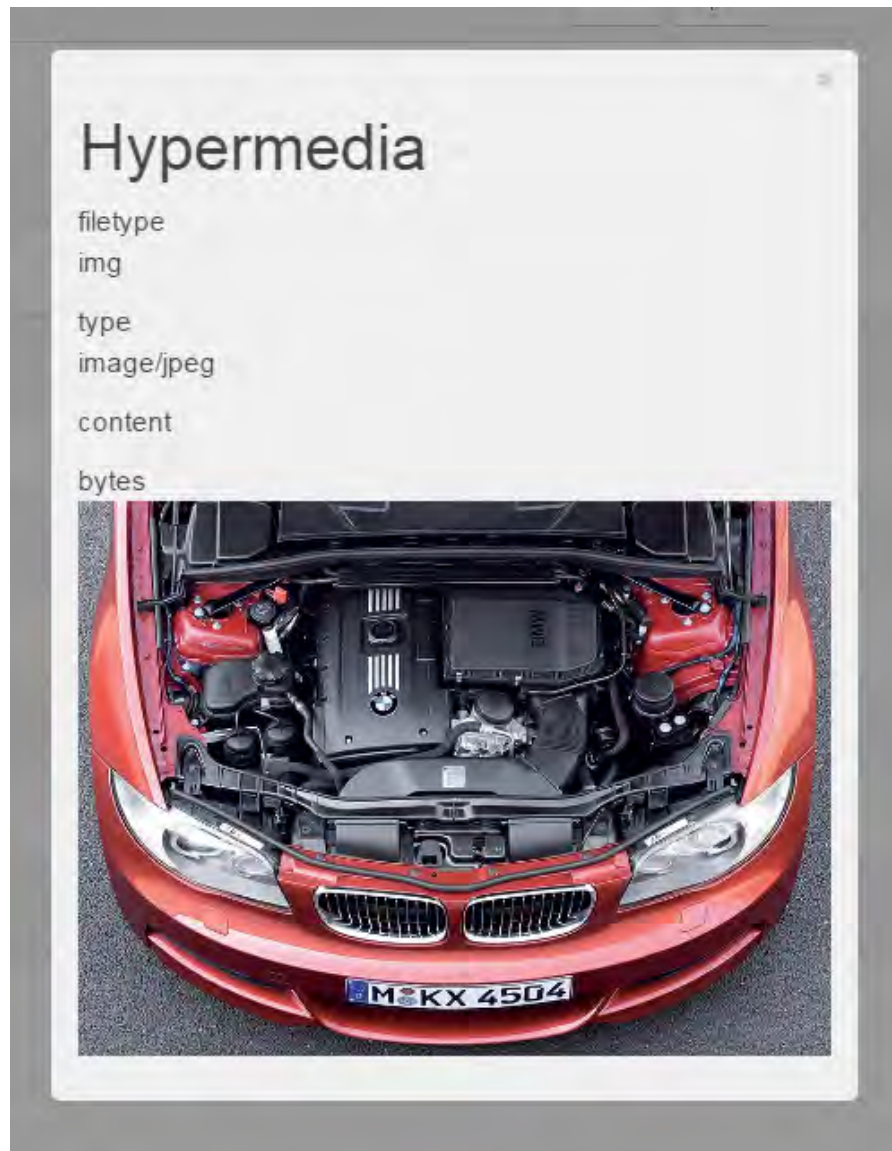 Hypermedia
filetype
img
type
image/jpeg
content
bytes
BMW
M KX 4504